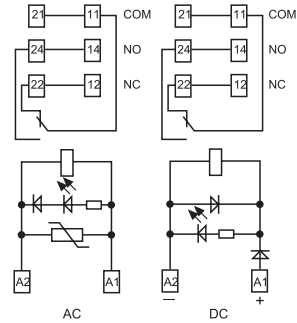 21 11 COM 21 11 COM
24 14 NO 24 14 NO
22 12 NC 22 12 NC
A2 A1 A2 A1
— +
AC DC